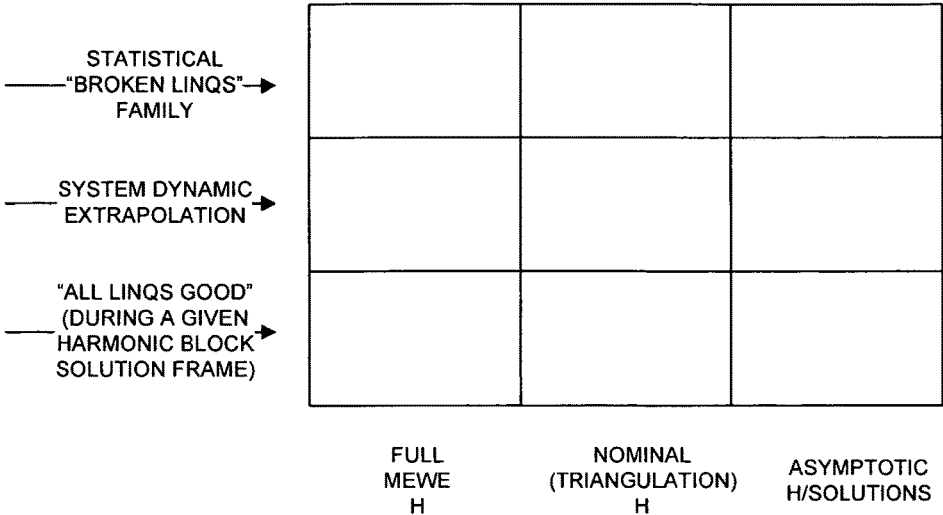 STATISTICAL
“BROKEN LINQS”
FAMILY
SYSTEM DYNAMIC
EXTRAPOLATION
“ALL LINQS GOOD”
(DURING A GIVEN
HARMONIC BLOCK
SOLUTION FRAME)
FULL
MEWE
H
NOMINAL
(TRIANGULATION)
H
ASYMPTOTIC
H/SOLUTIONS